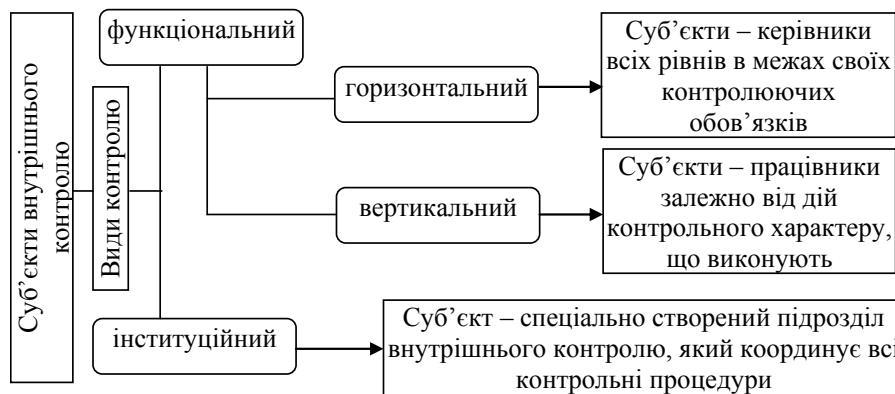 Суб’єкти внутрішнього
контролю
Види контролю
функціональний
горизонтальний
Суб’єкти – керівники
всіх рівнів в межах своїх
контролюючих
обов’язків
вертикальний
Суб’єкти – працівники
залежно від дій
контрольного характеру,
що виконують
інституційний
Суб’єкт – спеціально створений підрозділ
внутрішнього контролю, який координує всі
контрольні процедури